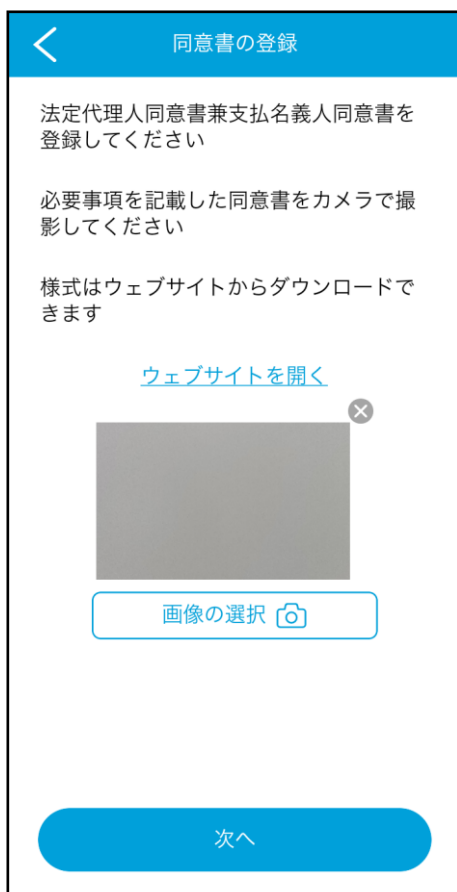 同意書の登録
法定代理人同意書兼支払名義人同意書を
登録してください
必要事項を記載した同意書をカメラで撮
影してください
様式はウェブサイトからダウンロードで
きます
ウェブサイトを開く
画像の選択
次へ